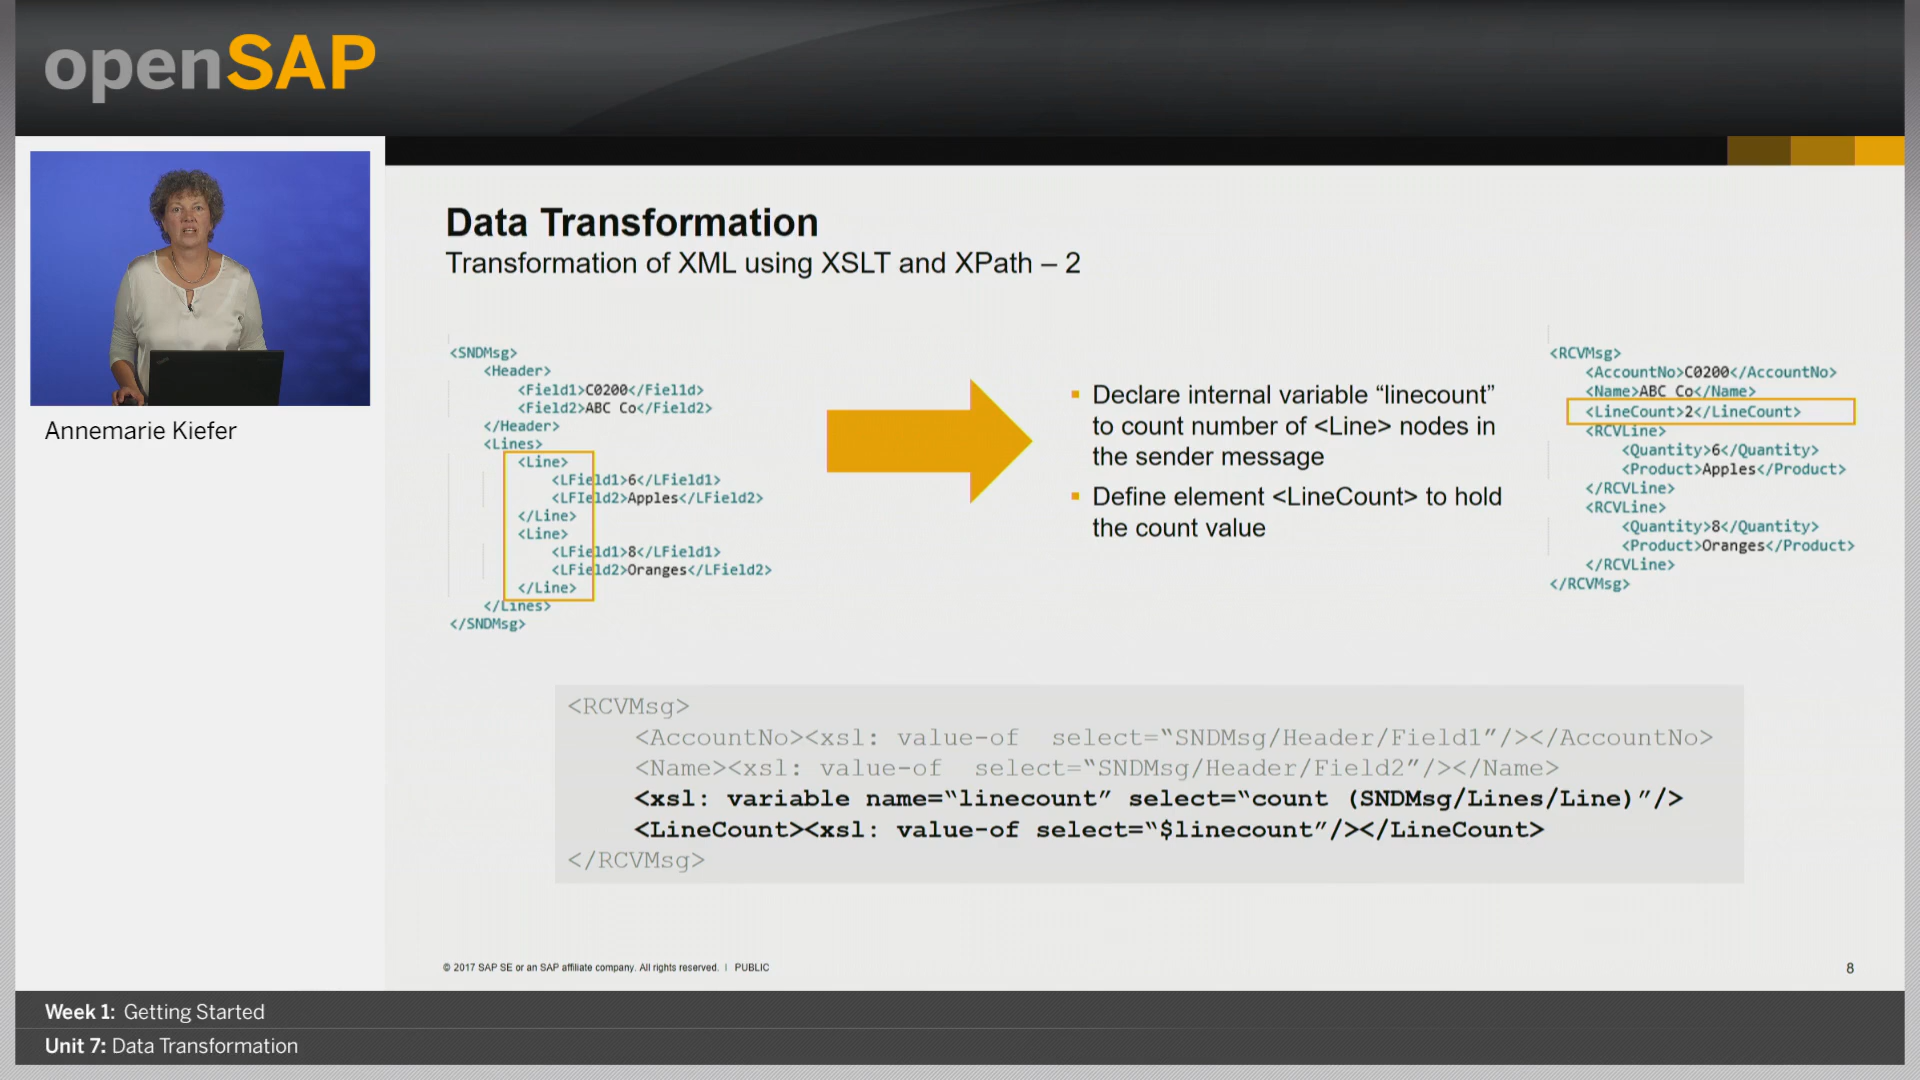 openSAP
Annemarie Kiefer
Data Transformation
Transformation of XML using XSLT and XPath – 2
<SNDMsg>
<Header>
<Field1>C0200</Fiel1d>
<Field2>ABC Co</Field2>
</Header>
<Lines>
<Line>
<LField1>6</LField1>
<LFIeld2>Apples</LField2>
</Line>
<Line>
<LField1>8</LField1>
<LField2>Oranges</LField2>
</Line>
</Lines>
</SNDMsg>
▪ Declare internal variable “linecount”
to count number of <Line> nodes in
the sender message
▪ Define element <LineCount> to hold
the count value
<RCVMsg>
<AccountNo>C0200</AccountNo>
<Name>ABC Co</Name>
<LineCount>2</LineCount>
<RCVLine>
<Quantity>6</Quantity>
<Product>Apples</Product>
</RCVLine>
<RCVLine>
<Quantity>8</Quantity>
<Product>Oranges</Product>
</RCVLine>
</RCVMsg>
<RCVMsg>
<AccountNo><xsl: value-of  select=“SNDMsg/Header/Field1”/></AccountNo>
<Name><xsl: value-of  select=“SNDMsg/Header/Field2”/></Name>
<xsl: variable name=“linecount” select=“count (SNDMsg/Lines/Line)”/>
<LineCount><xsl: value-of select=“$linecount”/></LineCount>
</RCVMsg>
© 2017 SAP SE or an SAP affiliate company. All rights reserved. | PUBLIC
8
Week 1: Getting Started
Unit 7: Data Transformation